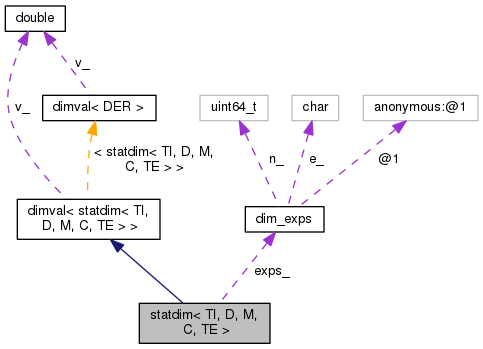 double
v_
v_
dimval< DER >
uint64_t
char
anonymous:@1
< statdim< TI, D, M,
C, TE > >
n_
e_
@1
dimval< statdim< TI,
D, M, C, TE > >
dim_exps
exps_
statdim< TI, D, M,
C, TE >